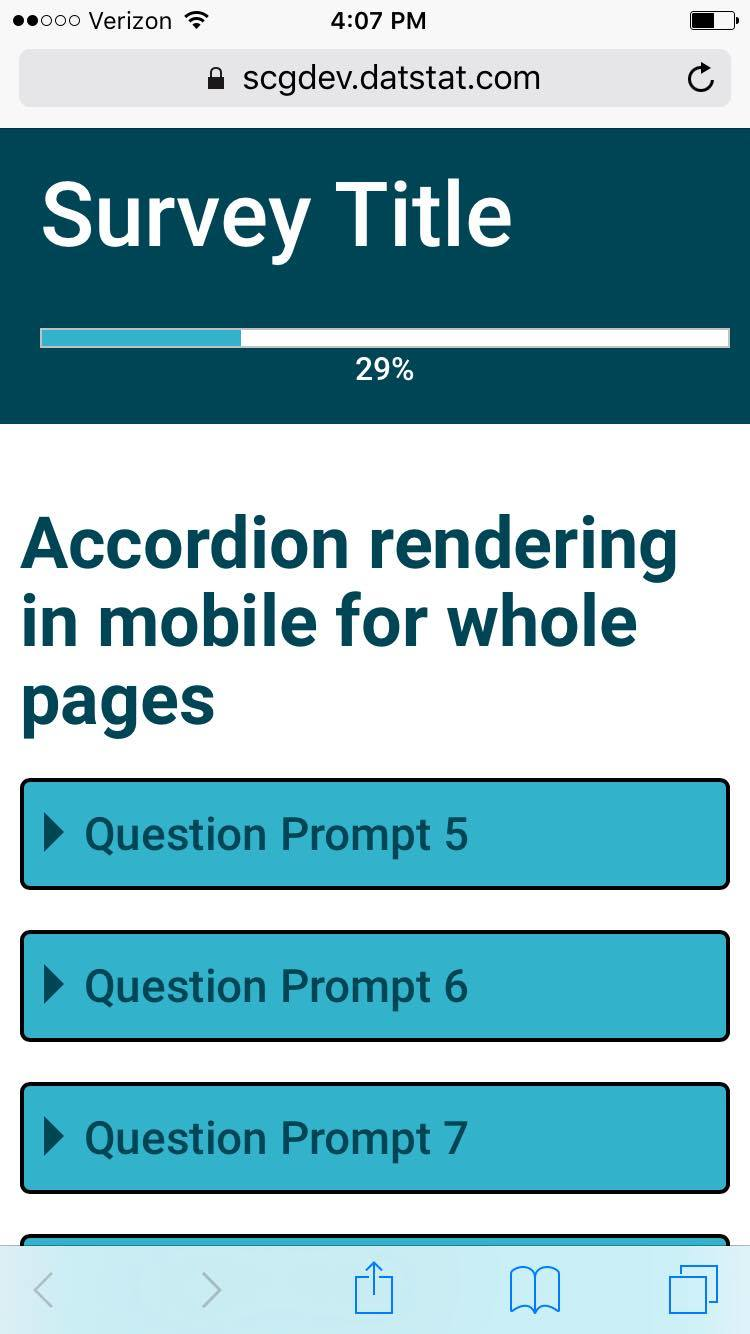 Verizon 4:07 PM
scgdev.datstat.com
Survey Title
29%
Accordion rendering
in mobile for whole
pages
Question Prompt 5
Question Prompt 6
Question Prompt 7